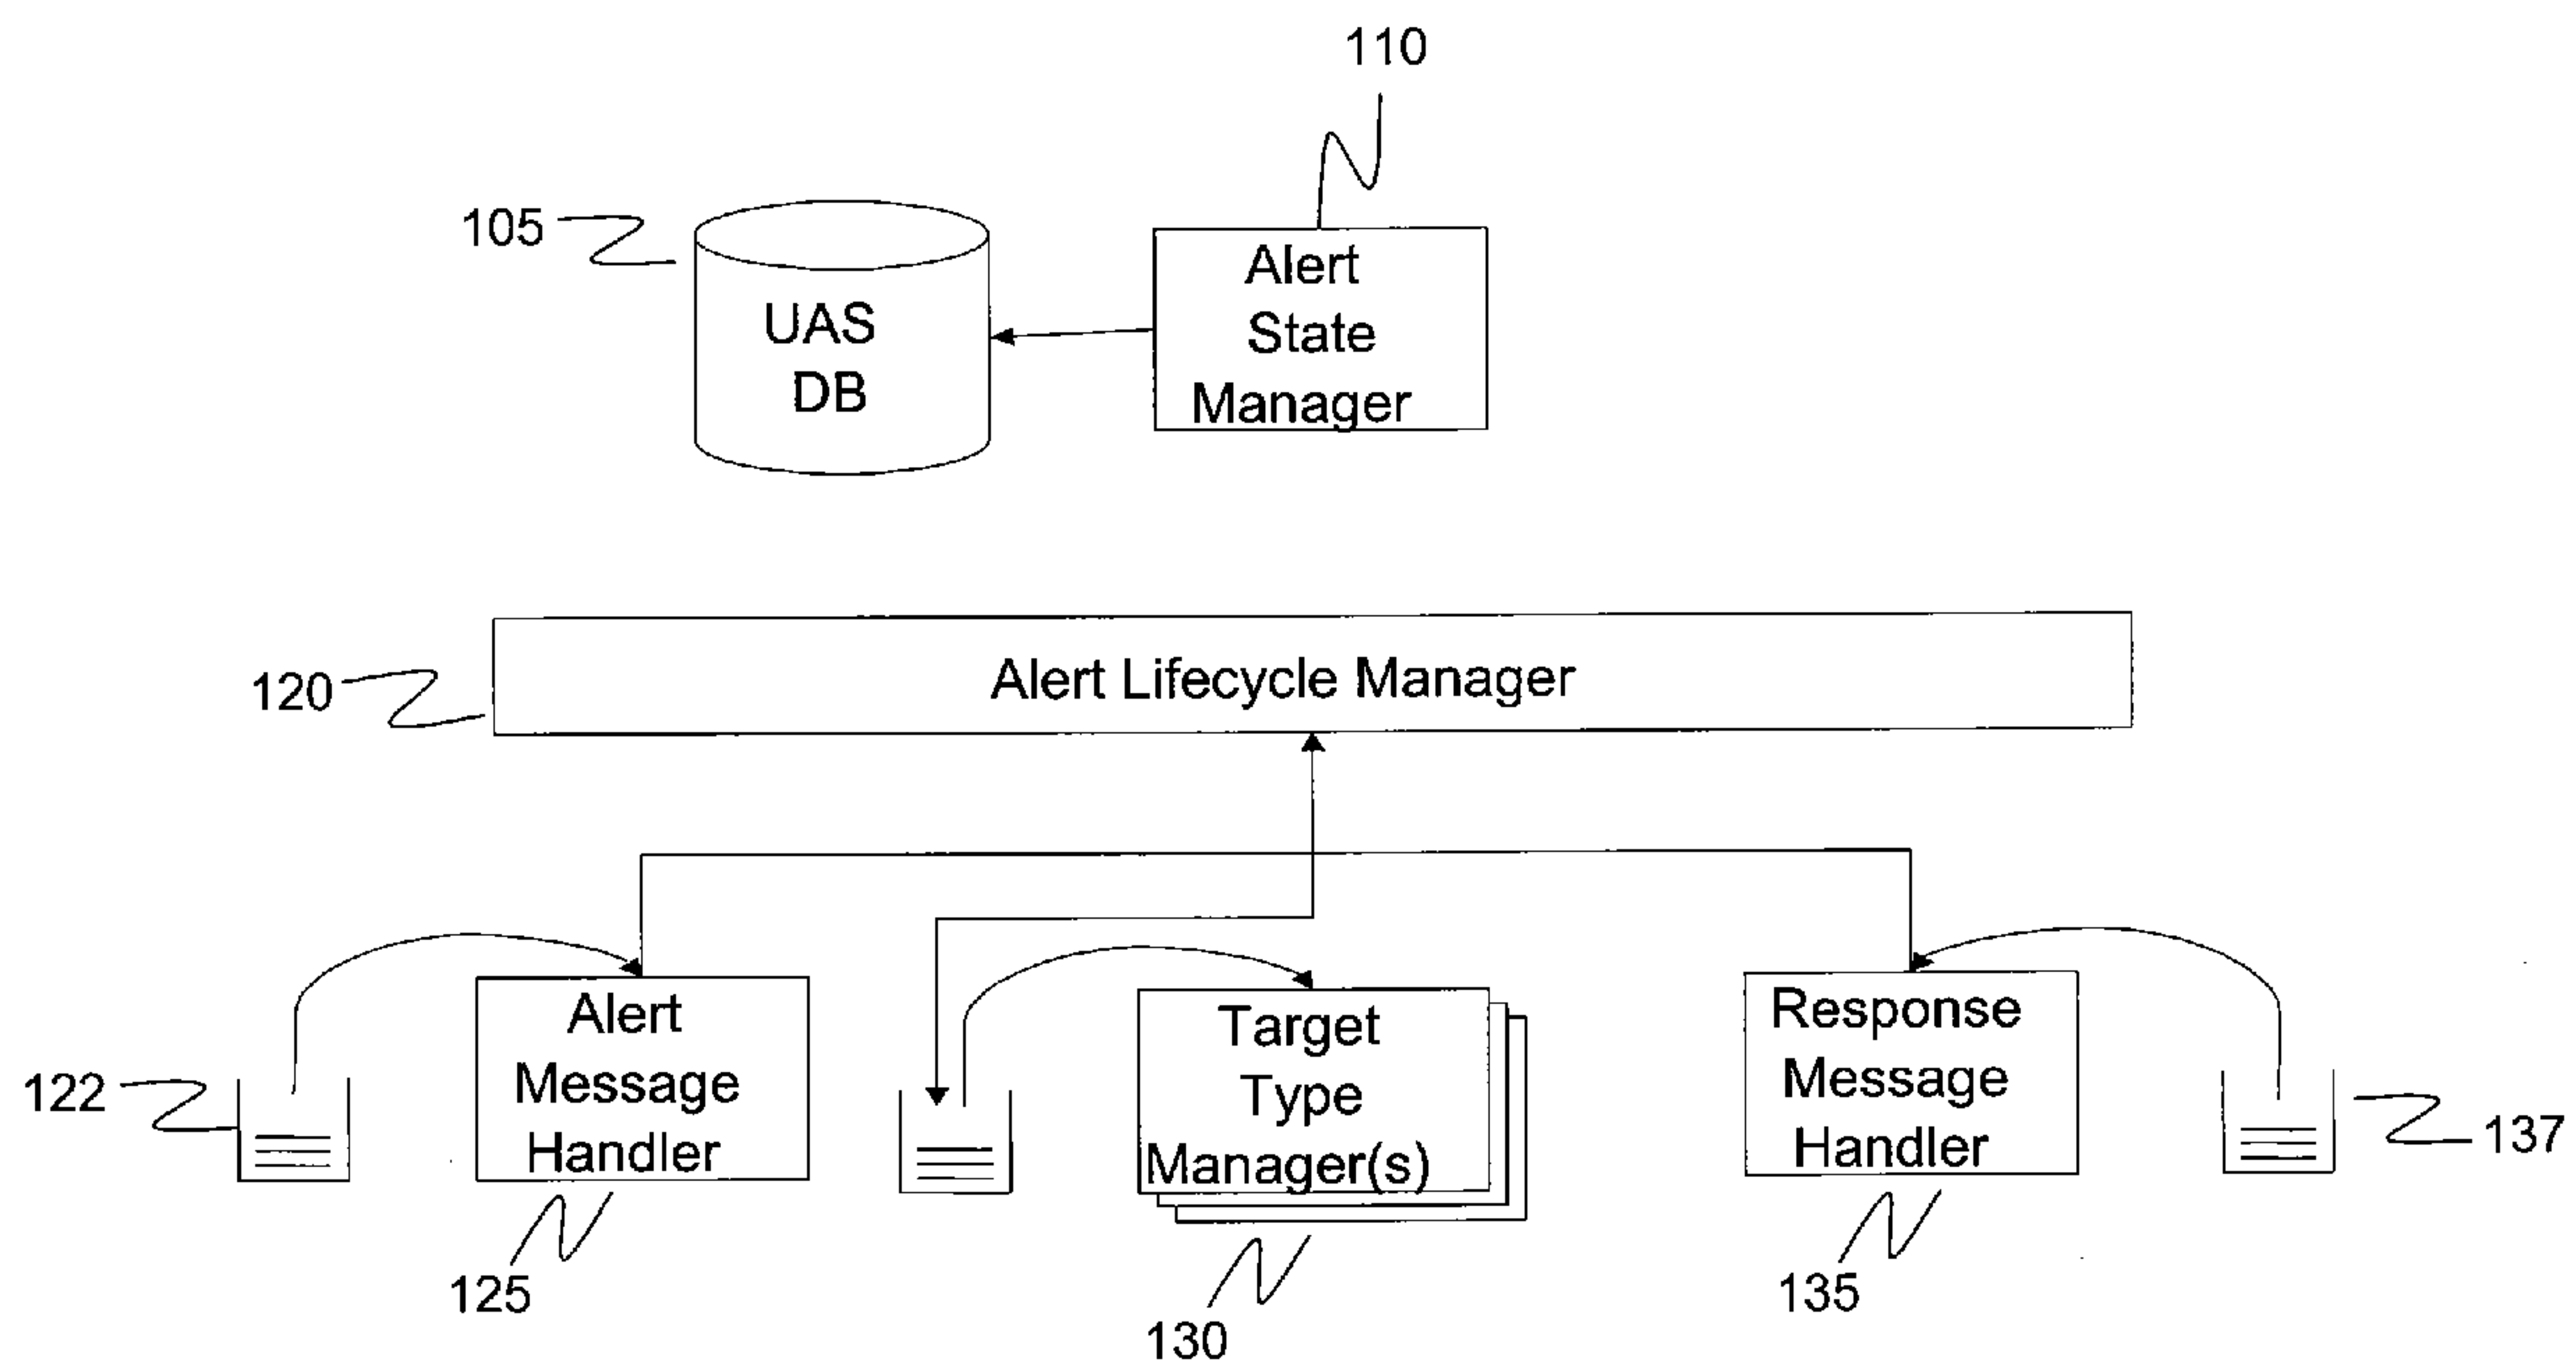 110
105
UAS
DB
Alert
State
Manager
120
Alert Lifecycle Manager
122
Alert
Message
Handler
125
Target
Type
Manager(s)
130
Response
Message
Handler
135
137